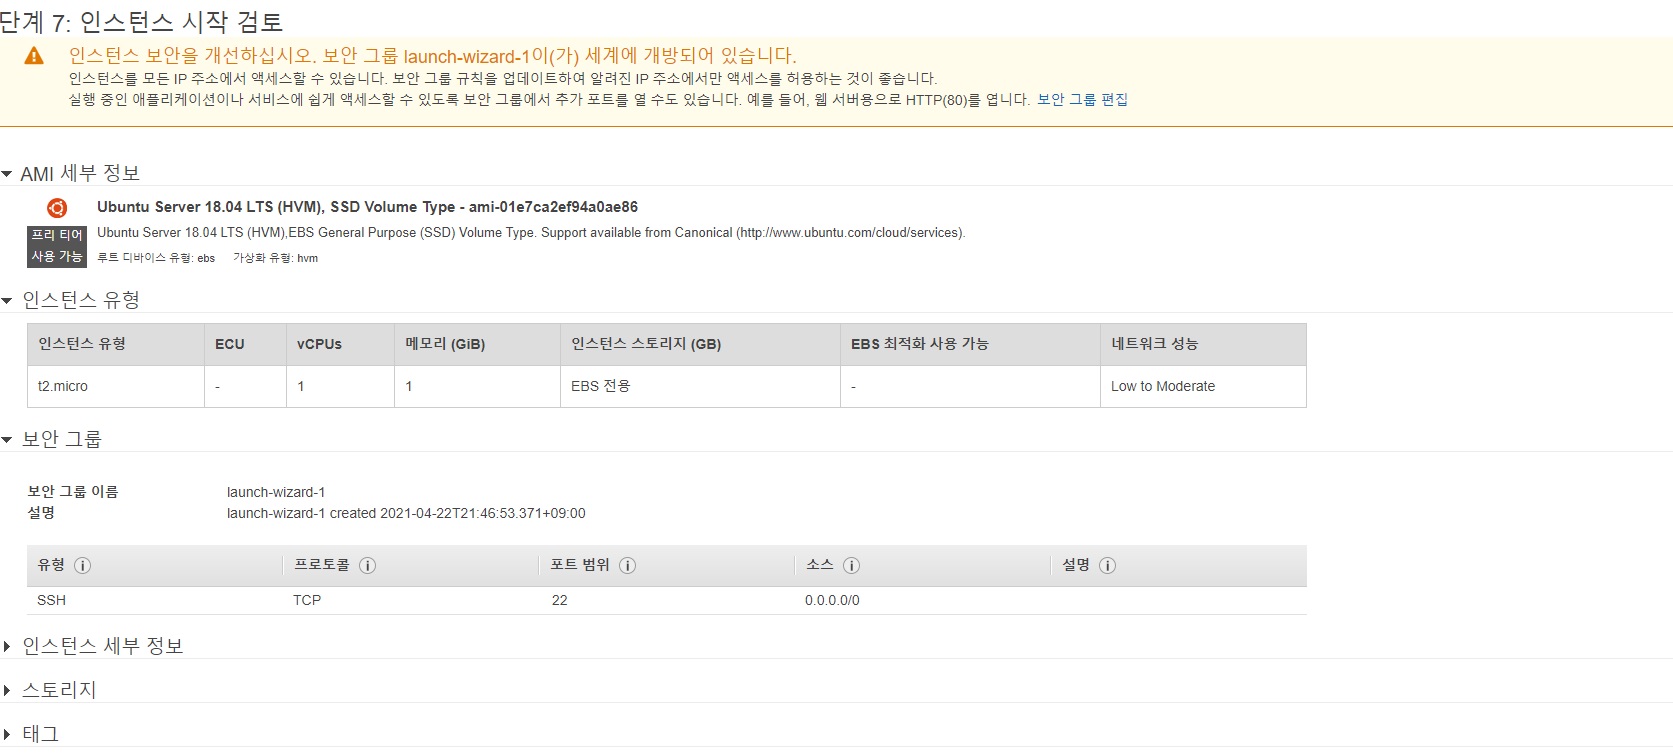 단계 7: 인스턴스 시작 검토
인스턴스 보안을 개선하십시오. 보안 그룹 launch-wizard-1이(가) 세계에 개방되어 있습니다.
인스턴스를 모든 IP 주소에서 액세스할 수 있습니다. 보안 그룹 규칙을 업데이트하여 알려진 IP 주소에서만 액세스를 허용하는 것이 좋습니다.
실행 중인 애플리케이션이나 서비스에 쉽게 액세스할 수 있도록 보안 그룹에서 추가 포트를 열 수도 있습니다. 예를 들어, 웹 서버용으로 HTTP(80)를 엽니다. 보안 그룹 편집
AMI 세부 정보
Ubuntu Server 18.04 LTS (HVM), SSD Volume Type - ami-01e7ca2ef94a0ae86
프리 티어
사용 가능
Ubuntu Server 18.04 LTS (HVM),EBS General Purpose (SSD) Volume Type. Support available from Canonical (http://www.ubuntu.com/cloud/services).
루트 디바이스 유형: ebs 가상화 유형: hvm
인스턴스 유형
인스턴스 유형 ECU vCPUs 메모리 (GiB) 인스턴스 스토리지 (GB) EBS 최적화 사용 가능 네트워크 성능
t2.micro - 1 1 EBS 전용 - Low to Moderate
보안 그룹
보안 그룹 이름 launch-wizard-1
설명 launch-wizard-1 created 2021-04-22T21:46:53.371+09:00
유형 프로토콜 포트 범위 소스 설명
SSH TCP 22 0.0.0.0/0
인스턴스 세부 정보
스토리지
태그